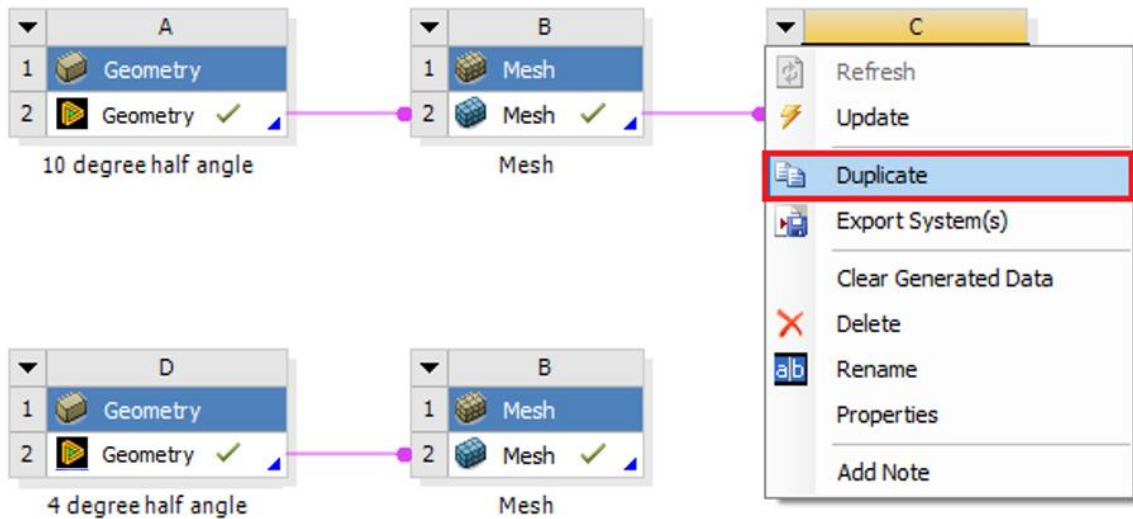 A
1 Geometry
2 Geometry
10 degree half angle
B
1 Mesh
2 Mesh
Mesh
C
Refresh
Update
Duplicate
Export System(s)
Clear Generated Data
Delete
a|b Rename
Properties
Add Note
D
1 Geometry
2 Geometry
4 degree half angle
B
1 Mesh
2 Mesh
Mesh